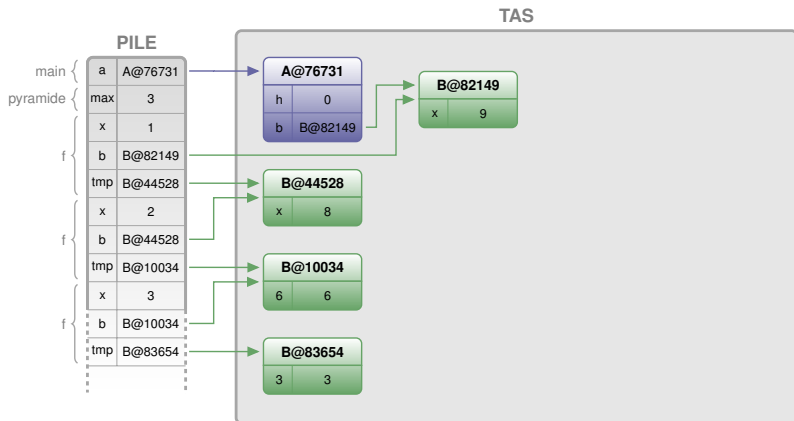 TAS
PILE
main { a A@76731
pyramide { max 3
f { x 1
b B@82149
tmp B@44528
f { x 2
b B@44528
tmp B@10034
f { x 3
b B@10034
tmp B@83654
A@76731
h 0
b B@82149
B@82149
x 9
B@44528
x 8
B@10034
6 6
B@83654
3 3